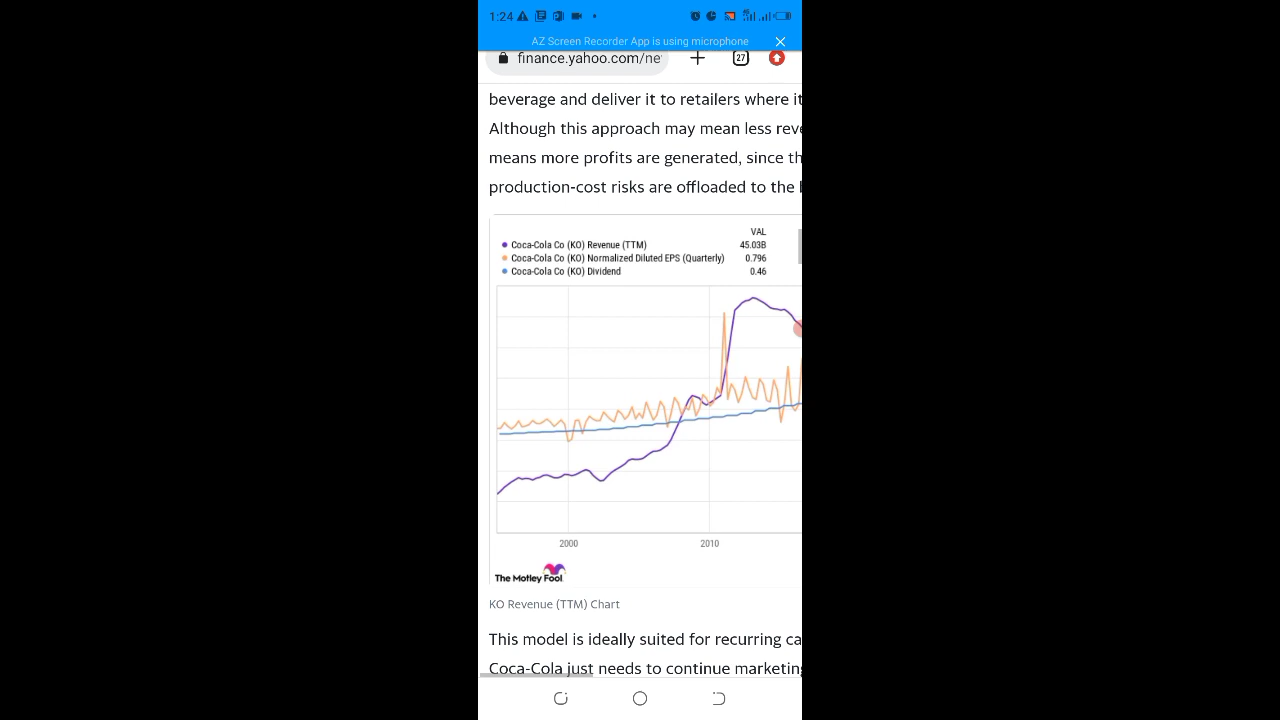 1:24
AZ Screen Recorder App is using microphone
finance.yahoo.com/ne
27
beverage and deliver it to retailers where it
Although this approach may mean less reve
means more profits are generated, since th
production-cost risks are offloaded to the
VAL
Coca-Cola Co (KO) Revenue (TTM) 45.03B
Coca-Cola Co (KO) Normalized Diluted EPS (Quarterly) 0.796
Coca-Cola Co (KO) Dividend 0.46
2000 2010
The Motley Fool
KO Revenue (TTM) Chart
This model is ideally suited for recurring ca
Coca-Cola just needs to continue marketing